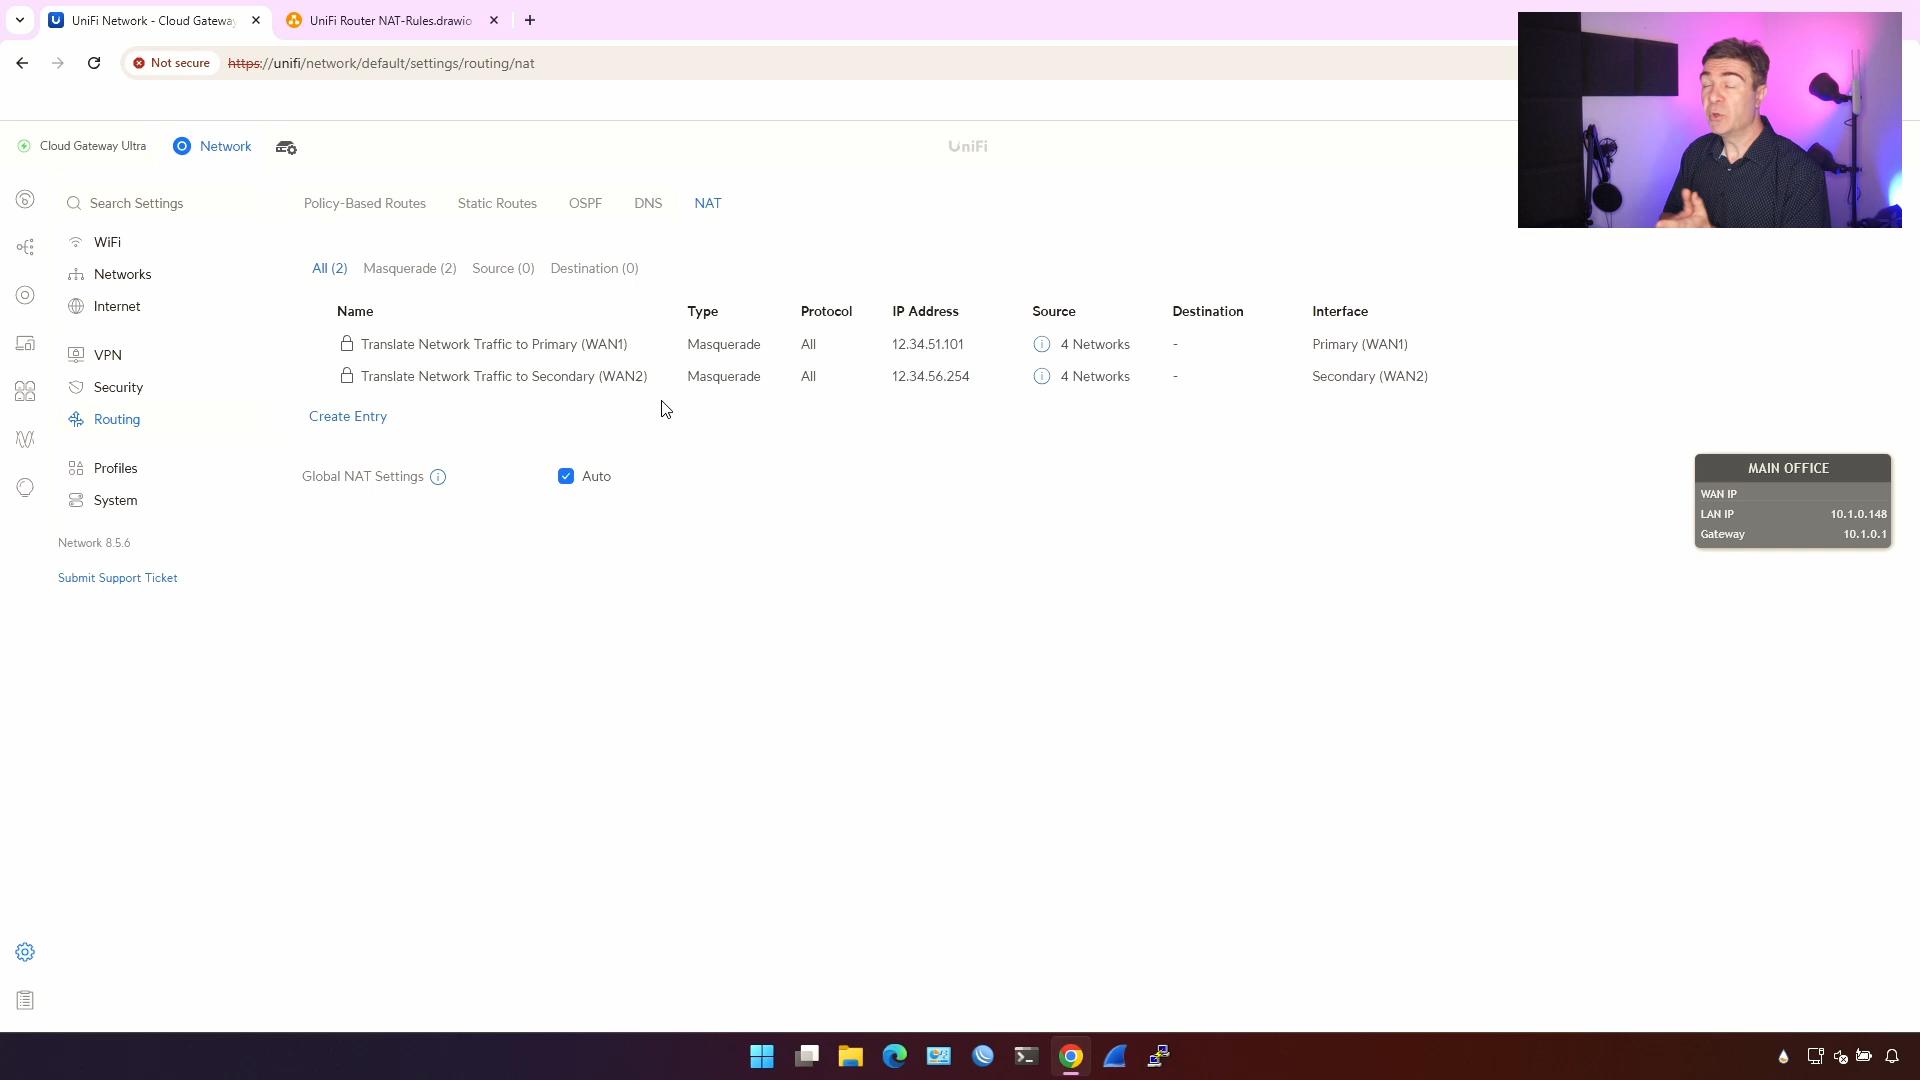 UniFi Network - Cloud Gateway
UniFi Router NAT-Rules.drawio
Not secure
https://unifi/network/default/settings/routing/nat
Cloud Gateway Ultra
Network
UniFi
Search Settings
WiFi
Networks
Internet
VPN
Security
Routing
Profiles
System
Network 8.5.6
Submit Support Ticket
Policy-Based Routes Static Routes OSPF DNS NAT
All (2) Masquerade (2) Source (0) Destination (0)
Name Type Protocol IP Address Source Destination Interface
Translate Network Traffic to Primary (WAN1) Masquerade All 12.34.51.101 4 Networks - Primary (WAN1)
Translate Network Traffic to Secondary (WAN2) Masquerade All 12.34.56.254 4 Networks - Secondary (WAN2)
Create Entry
Global NAT Settings Auto
MAIN OFFICE
WAN IP
LAN IP 10.1.0.148
Gateway 10.1.0.1